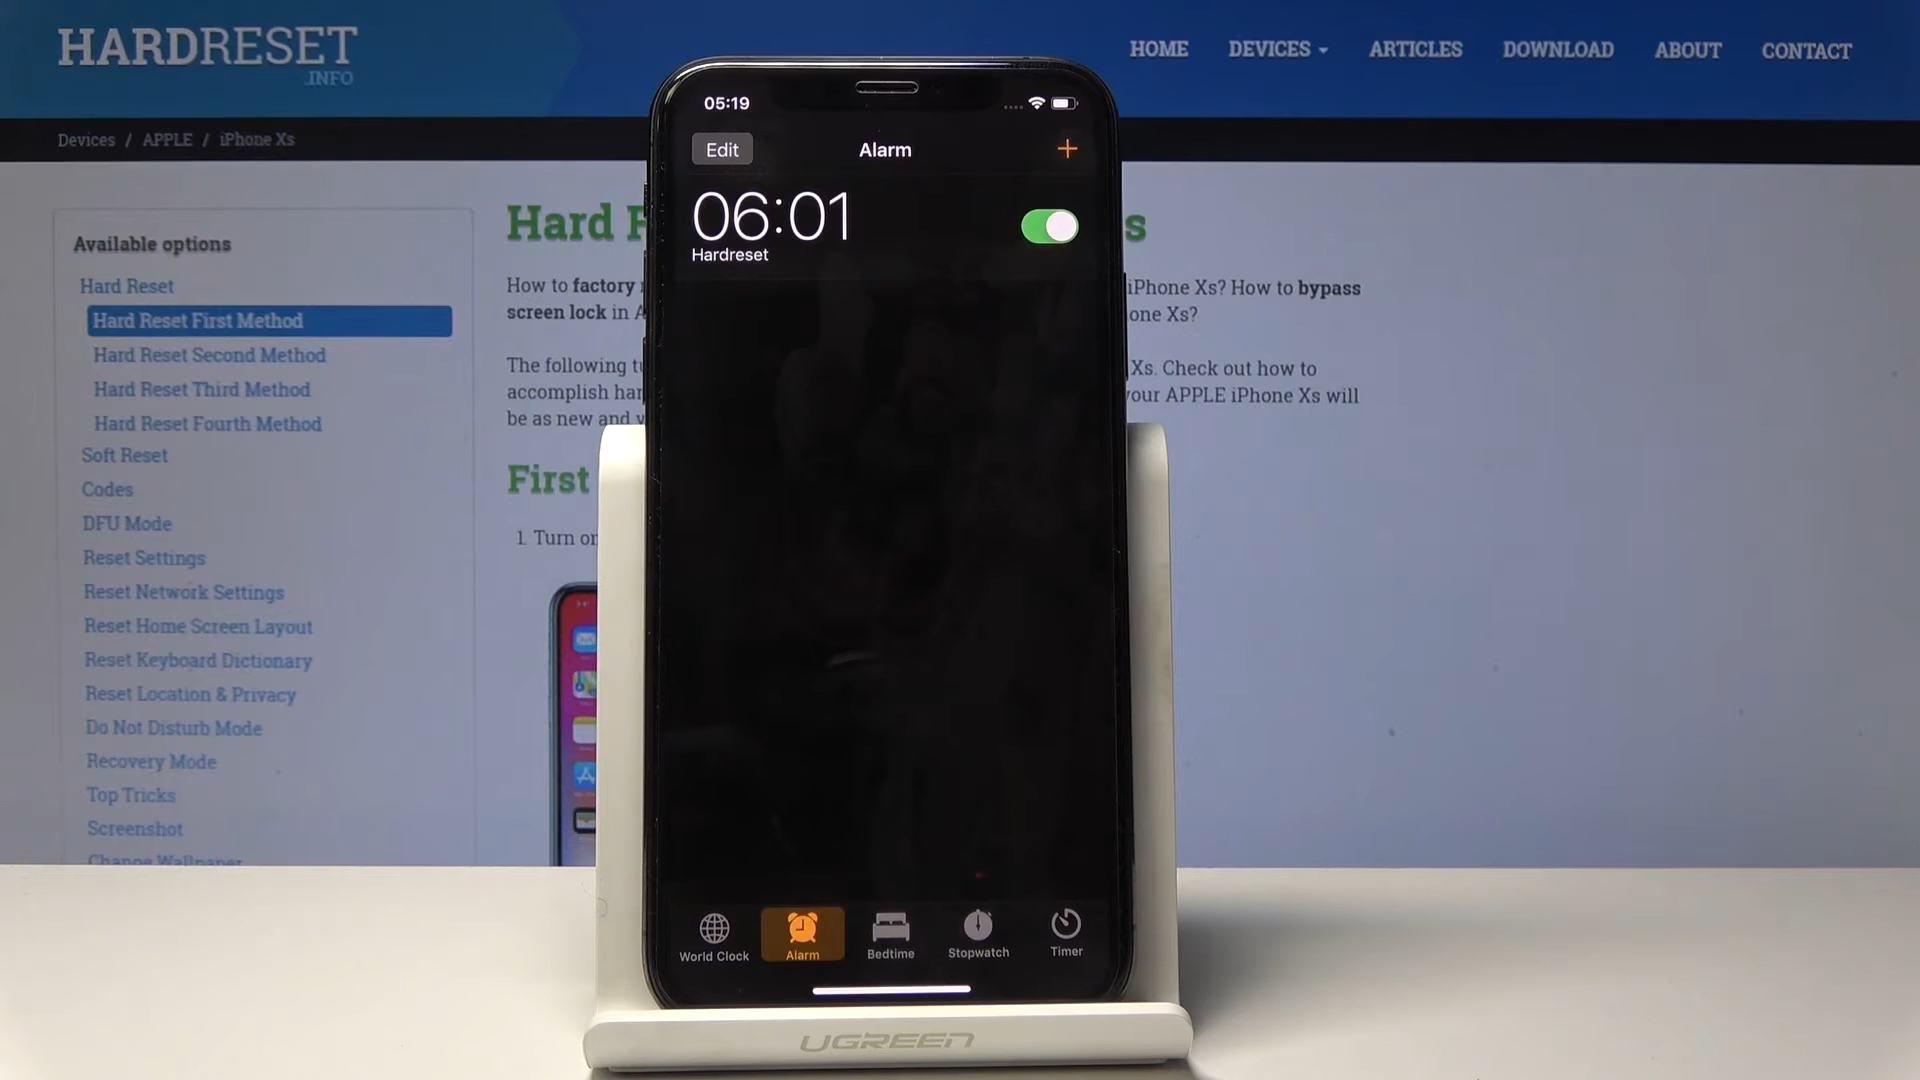 HARDRESET
.INFO
HOME DEVICES ARTICLES DOWNLOAD ABOUT CONTACT
Devices / APPLE / iPhone Xs
Available options
Hard Reset
Hard Reset First Method
Hard Reset Second Method
Hard Reset Third Method
Hard Reset Fourth Method
Soft Reset
Codes
DFU Mode
Reset Settings
Reset Network Settings
Reset Home Screen Layout
Reset Keyboard Dictionary
Reset Location & Privacy
Do Not Disturb Mode
Recovery Mode
Top Tricks
Screenshot
Change Wallpaper
Hard
How to factory iPhone Xs? How to bypass
screen lock in one Xs?
The following Xs. Check out how to
accomplish your APPLE iPhone Xs will
be as new and
First
1. Turn
05:19
Edit Alarm +
06:01
Hardreset
World Clock Alarm Bedtime Stopwatch Timer
UGREEN